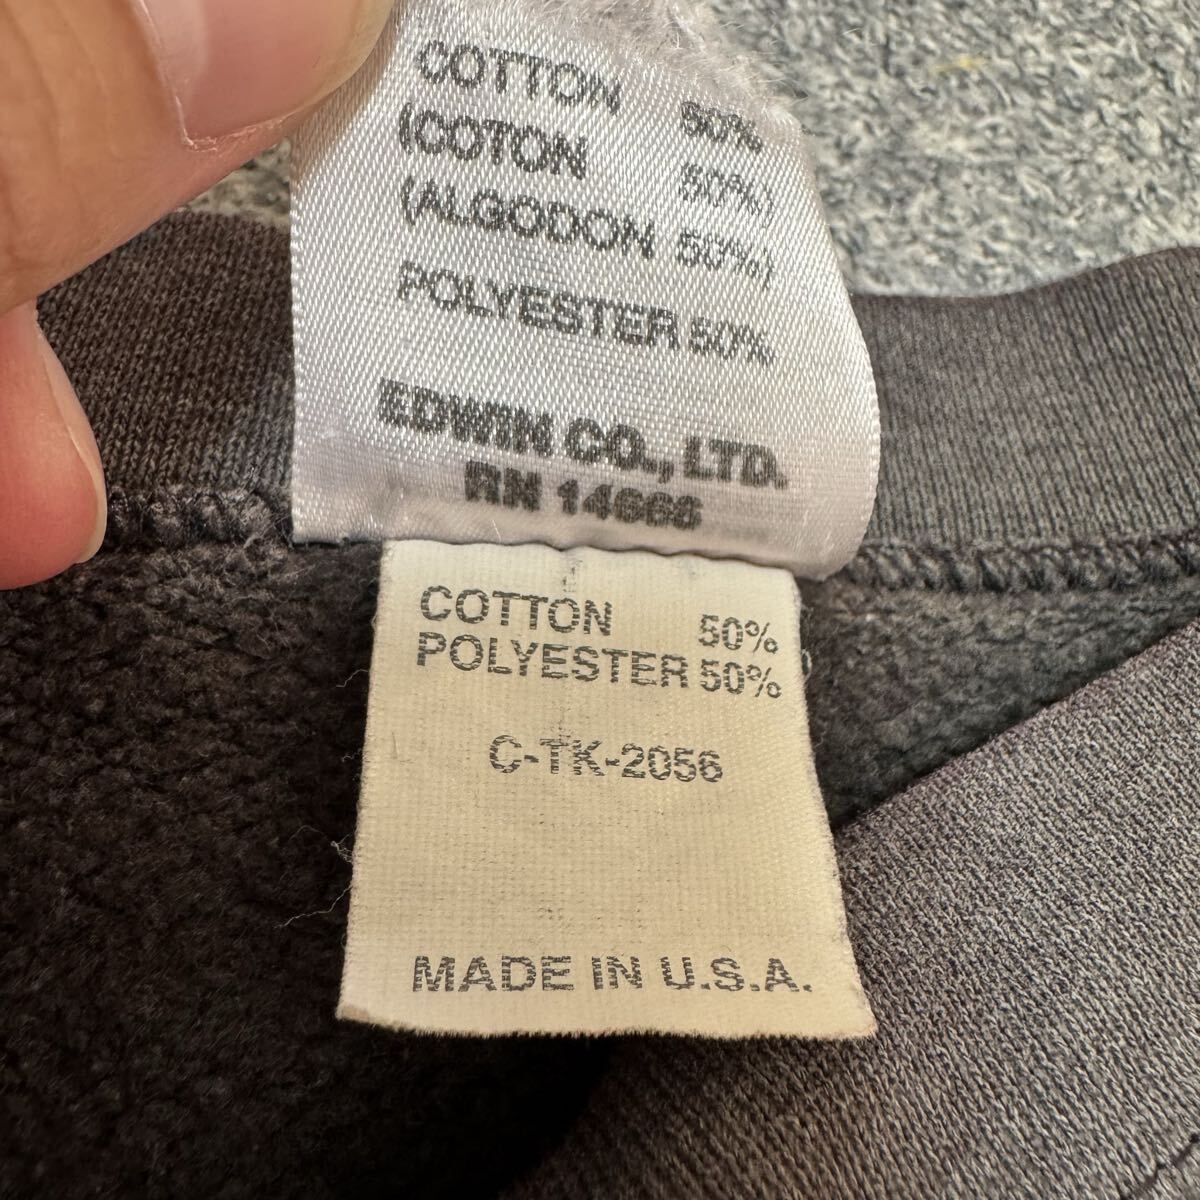 COTTON 50%
(COTON 50%)
(ALGODON 50%)
POLYESTER 50%
EDWIN CO., LTD.
RN 14666
COTTON 50%
POLYESTER 50%
C-TK-2056
MADE IN U.S.A.